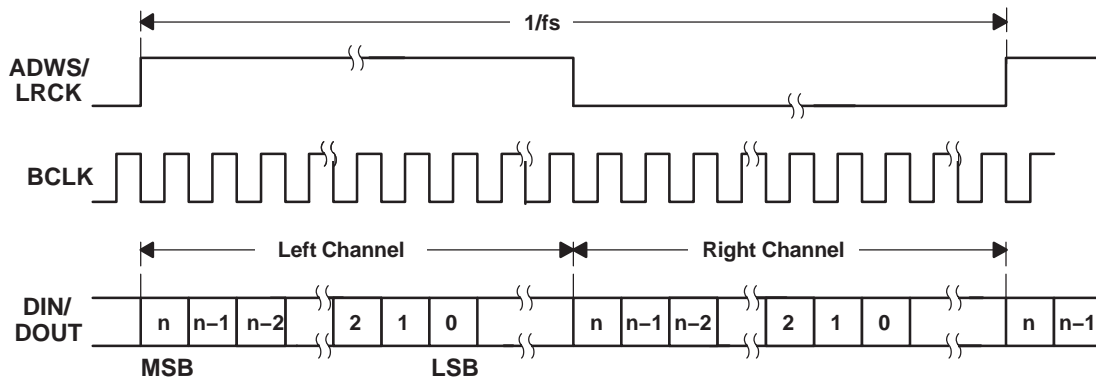 1/fs
ADWS/
LRCK
BCLK
Left Channel
Right Channel
DIN/
DOUT
n n−1 n−2 2 1 0 n n−1 n−2 2 1 0 n n−1
MSB LSB